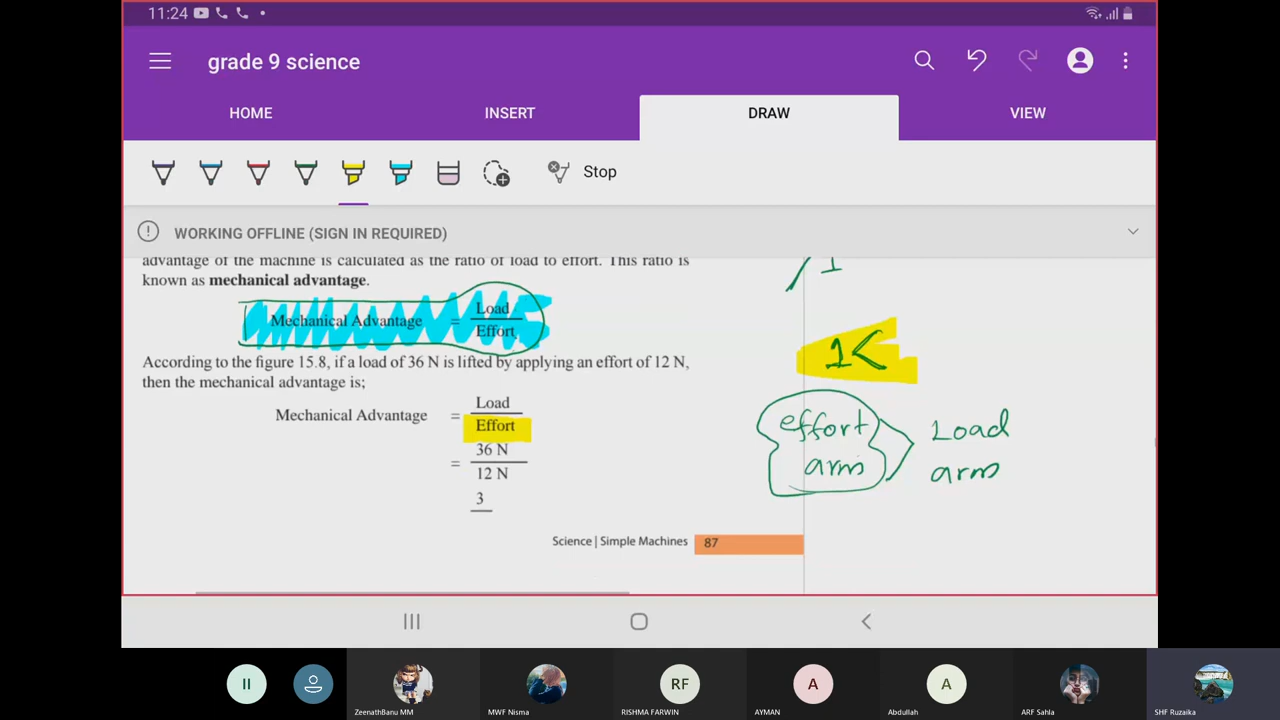 11:24
grade 9 science
HOME INSERT DRAW VIEW
Stop
WORKING OFFLINE (SIGN IN REQUIRED)
advantage of the machine is calculated as the ratio of load to effort. This ratio is
known as mechanical advantage.
Mechanical Advantage = Load
Effort
According to the figure 15.8, if a load of 36 N is lifted by applying an effort of 12 N,
then the mechanical advantage is;
Mechanical Advantage = Load
Effort
= 36 N
12 N
3
Science | Simple Machines 87
1
1<
effort
arm
>
Load
arm
II
RF
A
A
ZeenathBanu MM
MWF Nisma
RISHMA FARWIN
AYMAN
Abdullah
ARF Sahla
SHF Ruzaika